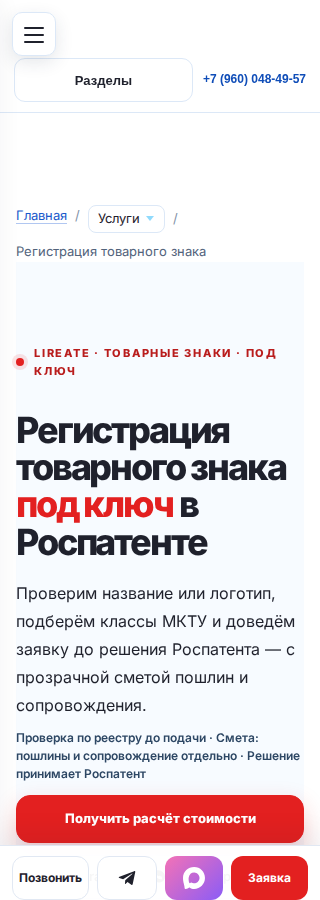 Разделы
+7 (960) 048-49-57
Главная / Услуги /
Регистрация товарного знака
LIREATE · ТОВАРНЫЕ ЗНАКИ · ПОД
КЛЮЧ
Регистрация
товарного знака
под ключ в
Роспатенте
Проверим название или логотип,
подберём классы МКТУ и доведём
заявку до решения Роспатента — с
прозрачной сметой пошлин и
сопровождения.
Проверка по реестру до подачи · Смета:
пошлины и сопровождение отдельно · Решение
принимает Роспатент
Получить расчёт стоимости
Позвонить
Заявка